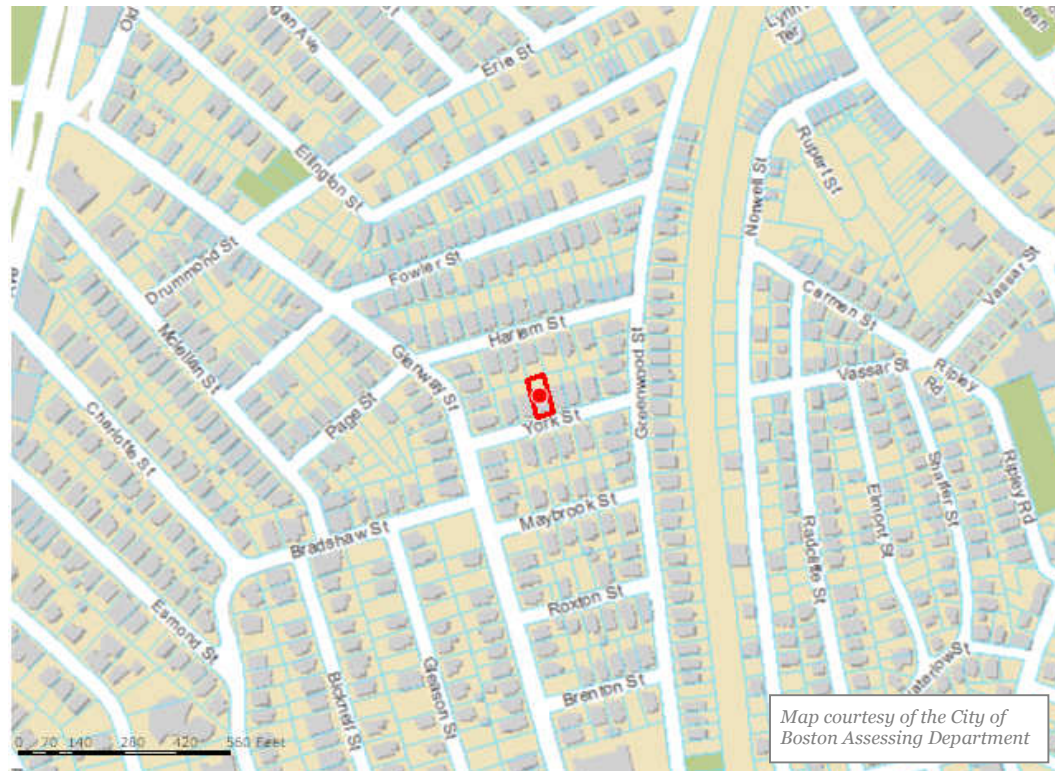 Old
Erie St
Ellington St
Rupert St
Norwell St
Drummond St
Fowler St
Carmen St
Vassar St
Harlem St
Mclellan St
Glenway St
Greenwood St
Vassar St
Ripley
Rd
Page St
York St
Charlotte St
Maybrook St
Bradshaw St
Shaffer St
Elmont St
Ripley Rd
Radcliffe St
Roxton St
Esmond St
Bicknell St
Gleason St
Brenton St
0 70 140 280 420 560 Feet
Map courtesy of the City of
Boston Assessing Department